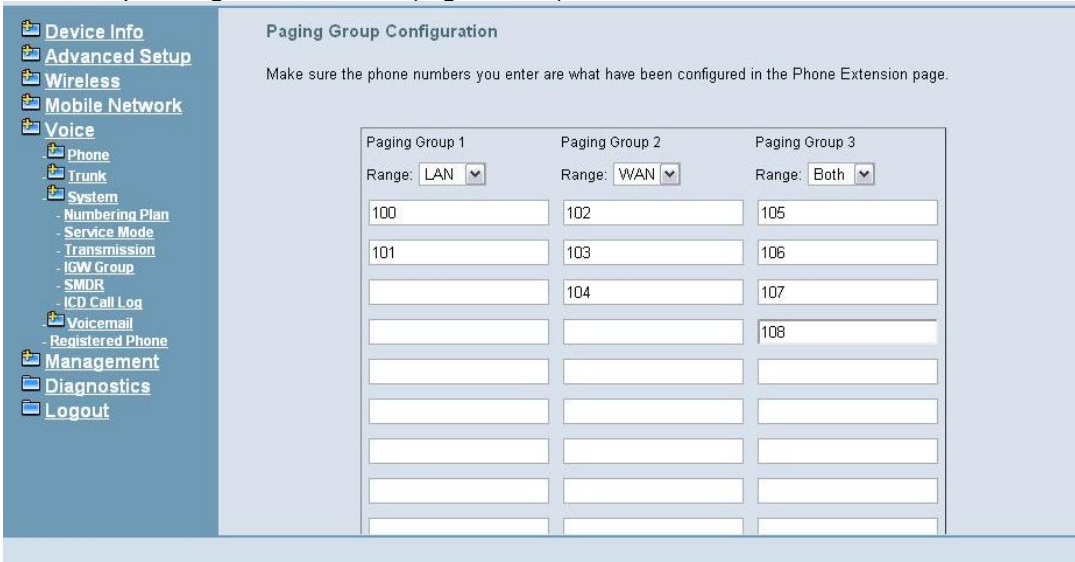 Device Info
Advanced Setup
Wireless
Mobile Network
Voice
Phone
Trunk
System
- Numbering Plan
- Service Mode
- Transmission
- IGW Group
- SMDR
- ICD Call Log
Voicemail
- Registered Phone
Management
Diagnostics
Logout
Paging Group Configuration
Make sure the phone numbers you enter are what have been configured in the Phone Extension page.
Paging Group 1 Paging Group 2 Paging Group 3
Range: LAN Range: WAN Range: Both
100 102 105
101 103 106
104 107
108